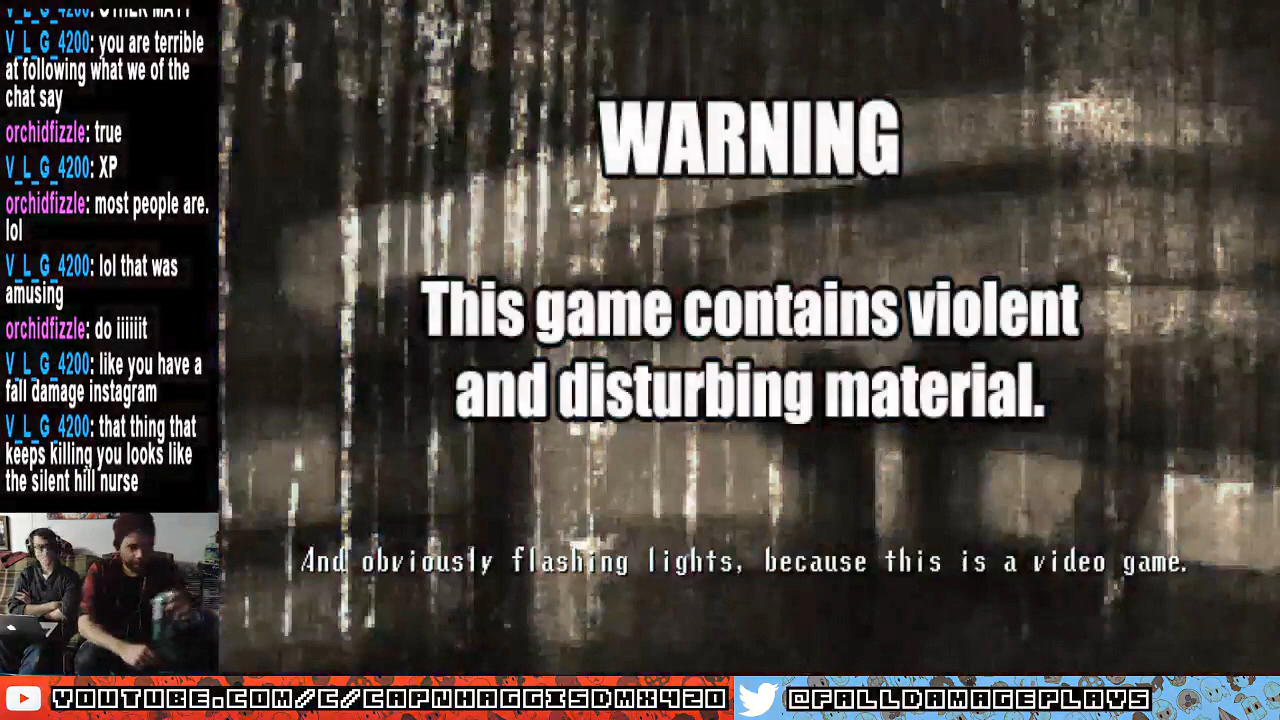 V_L_G_4200: OTHER MATT
V_L_G_4200: you are terrible
at following what we of the
chat say
orchidfizzle: true
V_L_G_4200: XP
orchidfizzle: most people are.
lol
V_L_G_4200: lol that was
amusing
orchidfizzle: do iiiiiit
V_L_G_4200: like you have a
fall damage instagram
V_L_G_4200: that thing that
keeps killing you looks like
the silent hill nurse
WARNING
This game contains violent
and disturbing material.
And obviously flashing lights, because this is a video game.
YOUTUBE.COM/C/CAPNHAGGISDMX420
@FALLDAMAGEPLAYS